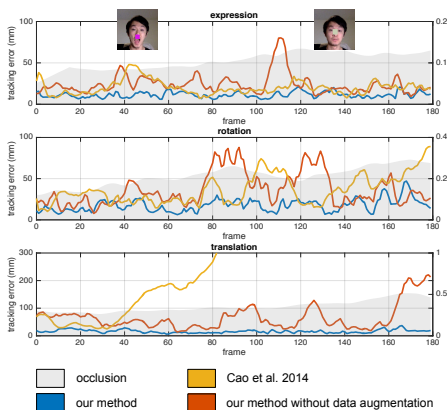 expression
tracking error (mm)
100
50
0
0.2
0.1
0
0 20 40 60 80 100 120 140 160 180
frame
rotation
tracking error (mm)
100
50
0
0.4
0.2
0
0 20 40 60 80 100 120 140 160 180
frame
translation
tracking error (mm)
300
200
100
0
1
0.5
0
0 20 40 60 80 100 120 140 160 180
frame
occlusion
Cao et al. 2014
our method
our method without data augmentation